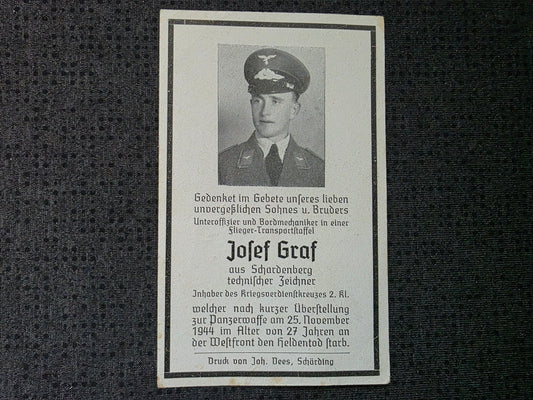 Gedenket im Gebete unseres lieben
unvergeßlichen Sohnes u. Bruders
Unteroffizier und Bordmechaniker in einer
Flieger-Transportstaffel
Josef Graf
aus Schardenberg
technischer Zeichner
Inhaber des Kriegsverdienstkreuzes 2. Kl.
welcher nach kurzer Überstellung
zur Panzerwaffe am 25. November
1944 im Alter von 27 Jahren an
der Westfront den Heldentod starb.
Druck von Joh. Dees, Schärding